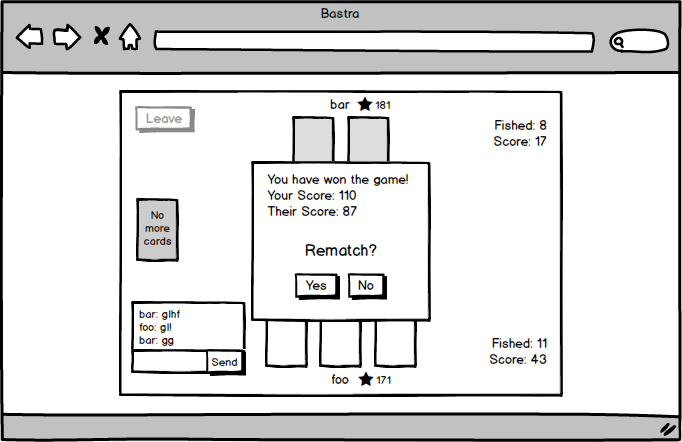 Bastra
bar 181
Leave
Fished: 8
Score: 17
You have won the game!
Your Score: 110
Their Score: 87
No
more
cards
Rematch?
Yes No
bar: glhf
foo: gl!
bar: gg
Send
Fished: 11
Score: 43
foo 171